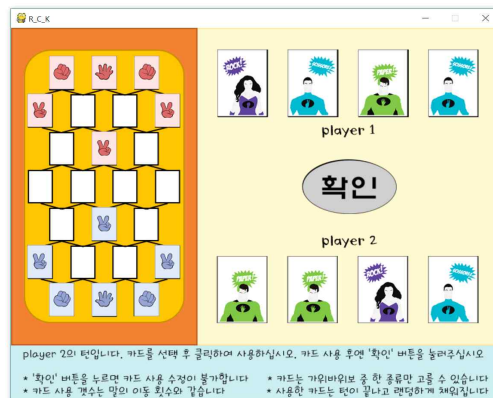 R_C_K
ROCK
PAPER
player 1
확인
player 2
PAPER
PAPER
ROCK
player 2의 턴입니다. 카드를 선택 후 클릭하여 사용하십시오. 카드 사용 후엔 '확인' 버튼을 눌러주십시오
* '확인' 버튼을 누르면 카드 사용 수정이 불가합니다
* 카드는 가위바위보 중 한 종류만 고를 수 있습니다
* 카드 사용 갯수는 말의 이동 횟수와 같습니다
* 사용한 카드는 턴이 끝나고 랜덤하게 채워집니다